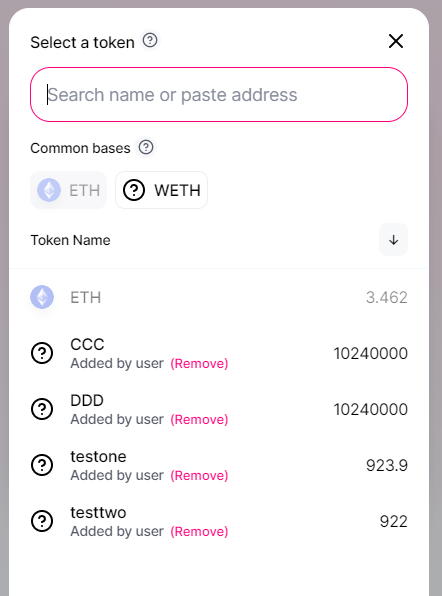 Select a token
Search name or paste address
Common bases
ETH WETH
Token Name
ETH 3.462
CCC 10240000
Added by user (Remove)
DDD 10240000
Added by user (Remove)
testone 923.9
Added by user (Remove)
testtwo 922
Added by user (Remove)